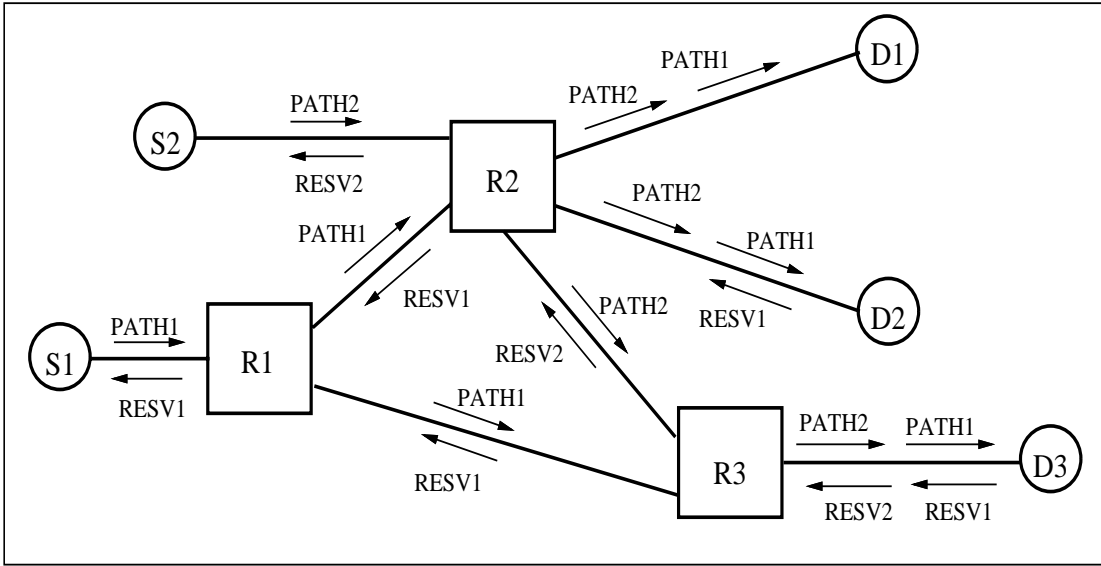 D1
PATH1
PATH2
S2
PATH2
RESV2
R2
PATH2
PATH1
RESV1
D2
PATH1
RESV1
PATH2
RESV2
S1
PATH1
RESV1
R1
PATH1
RESV1
R3
PATH2
PATH1
RESV2
RESV1
D3